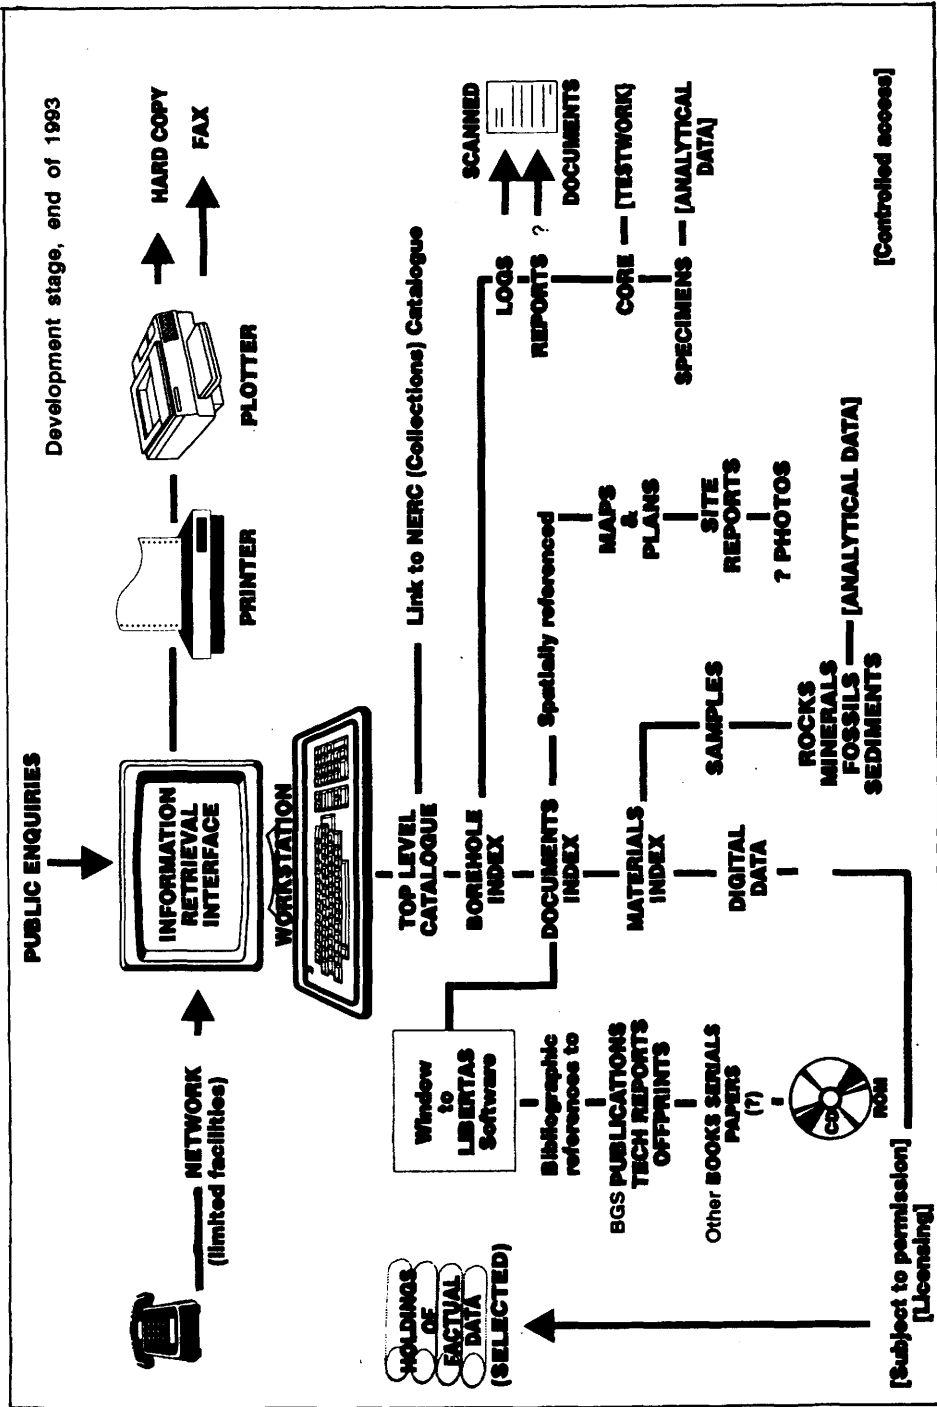 Development stage, end of 1993
PUBLIC ENQUIRIES
NETWORK
(limited facilities)
INFORMATION
RETRIEVAL
INTERFACE
WORKSTATION
PRINTER
PLOTTER
HARD COPY
FAX
HOLDINGS
OF
FACTUAL
DATA
(SELECTED)
Window
to
LIBERTAS
Software
Bibliographic
references to
BGS PUBLICATIONS
TECH REPORTS
OFFPRINTS
Other BOOKS SERIALS
PAPERS
(?)
CD
ROM
TOP LEVEL
CATALOGUE
Link to NERC (Collections) Catalogue
BOREHOLE
INDEX
DOCUMENTS
INDEX
Spatially referenced
MATERIALS
INDEX
DIGITAL
DATA
SAMPLES
ROCKS
MINERALS
FOSSILS
SEDIMENTS
[ANALYTICAL DATA]
MAPS
&
PLANS
SITE
REPORTS
? PHOTOS
LOGS
REPORTS ?
SCANNED
DOCUMENTS
CORE
[TESTWORK]
SPECIMENS
[ANALYTICAL
DATA]
[Subject to permission]
[Licensing]
[Controlled access]